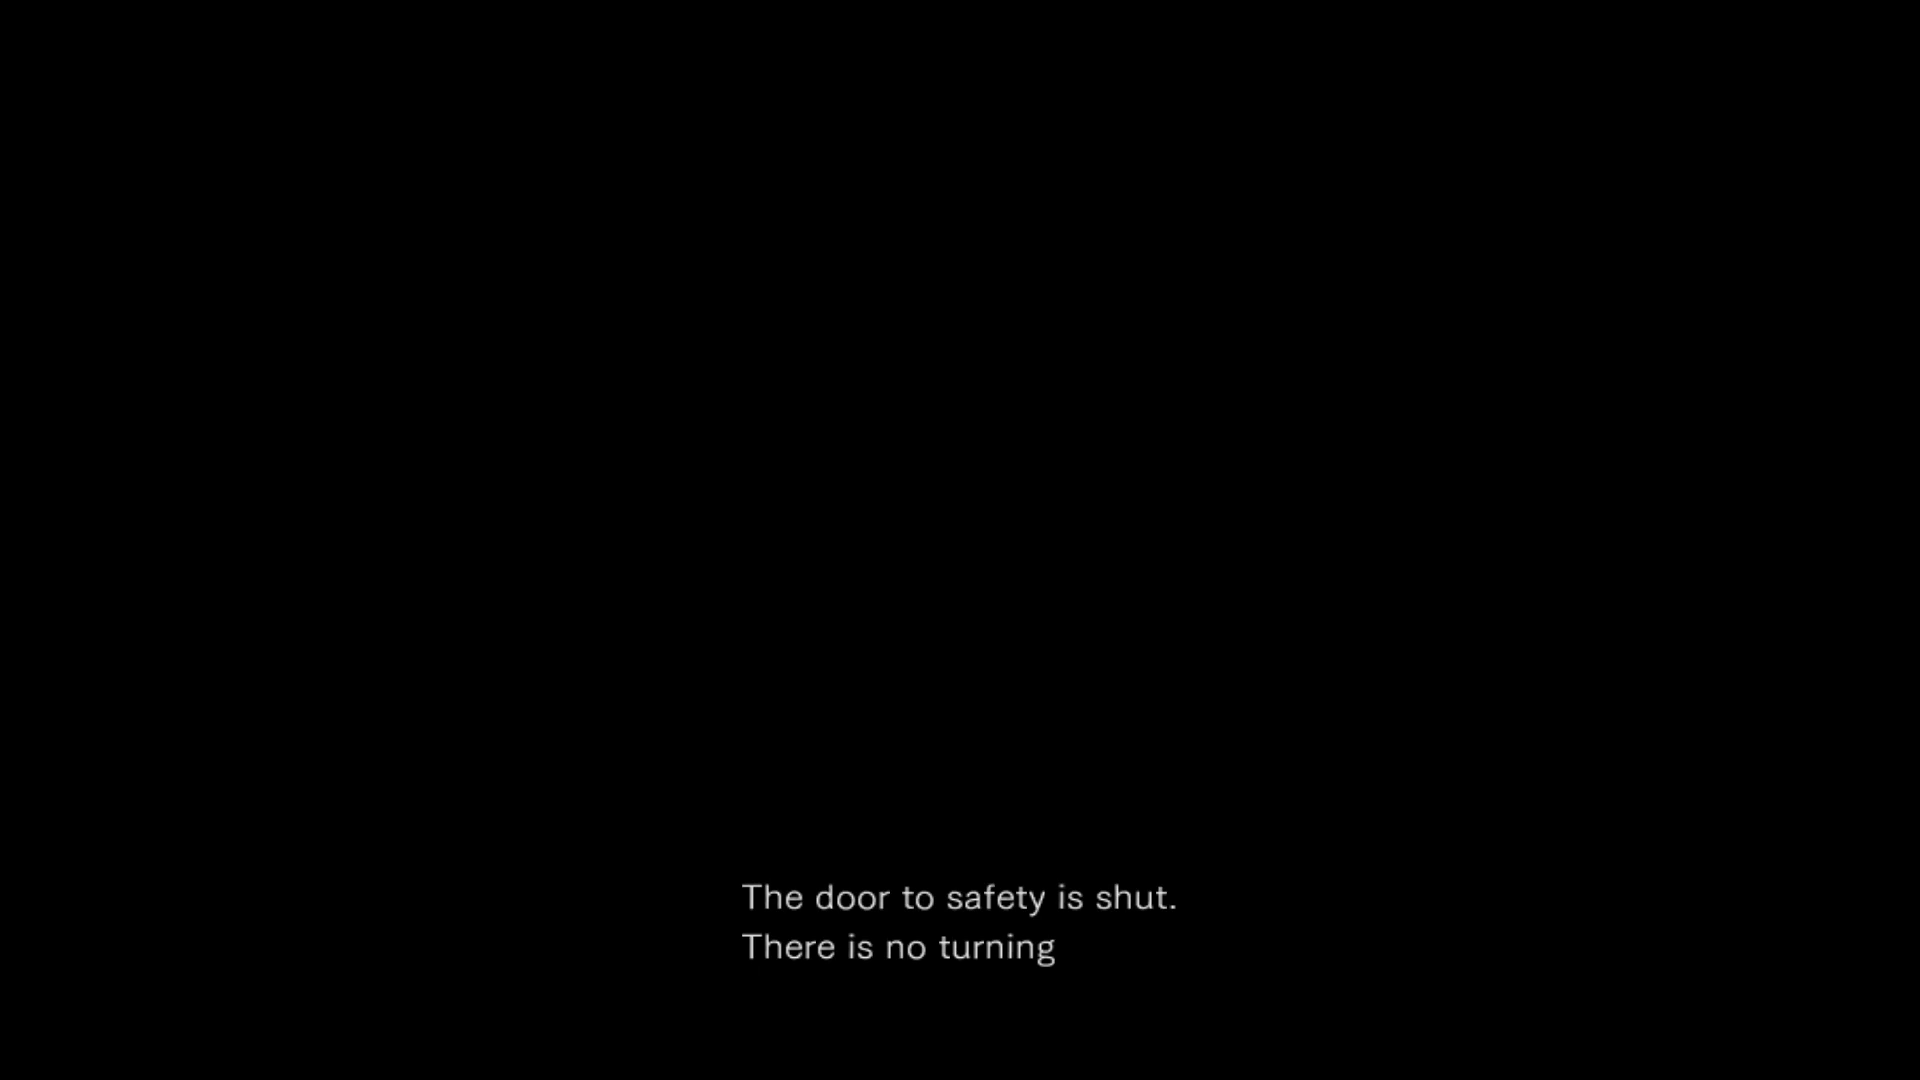 The door to safety is shut.
There is no turning